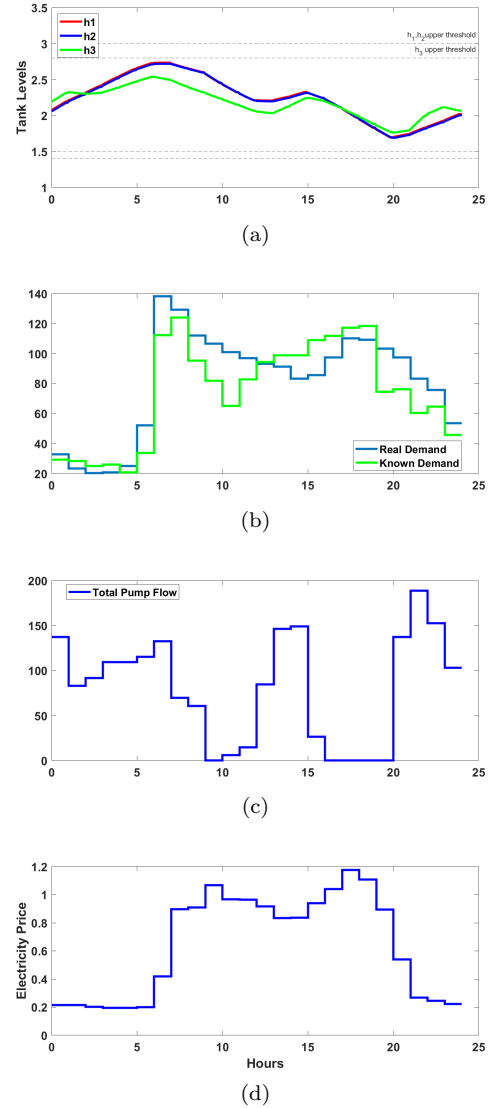 3.5
3
2.5
2
1.5
1
Tank Levels
h1
h2
h3
h1,h2upper threshold
h3 upper threshold
0 5 10 15 20 25
(a)
140
120
100
80
60
40
20
Real Demand
Known Demand
0 5 10 15 20 25
(b)
200
150
100
50
0
Total Pump Flow
0 5 10 15 20 25
(c)
1.2
1
0.8
0.6
0.4
0.2
0
Electricity Price
0 5 10 15 20 25
Hours
(d)